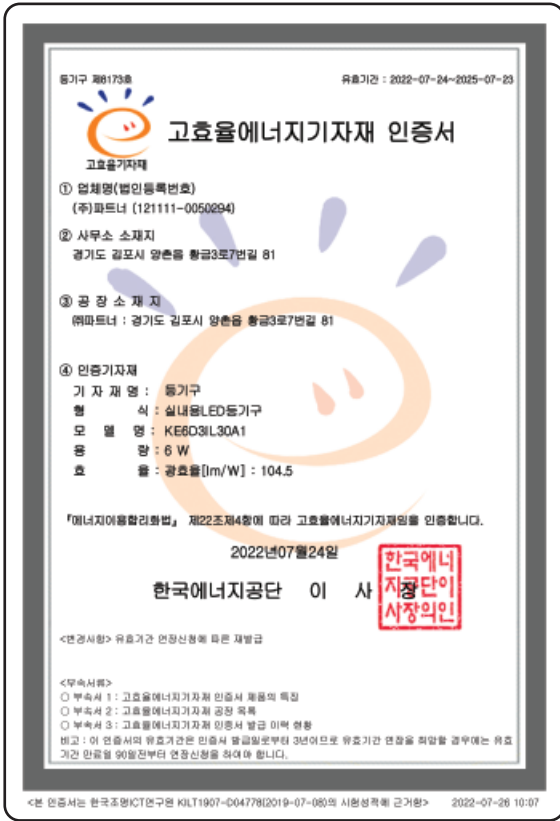 등기구 제8173호
유효기간 : 2022-07-24~2025-07-23
고효율기자재
고효율에너지기자재 인증서
① 업체명(법인등록번호)
(주)파트너 (121111-0050294)
② 사무소 소재지
경기도 김포시 양촌읍 황금3로7번길 81
③ 공 장 소 재 지
㈜파트너 : 경기도 김포시 양촌읍 황금3로7번길 81
④ 인증기자재
기 자 재 명 : 등기구
형 식 : 실내용LED등기구
모 델 명 : KE6D3IL30A1
용 량 : 6 W
효 율 : 광효율[lm/W] : 104.5
『에너지이용합리화법』 제22조제4항에 따라 고효율에너지기자재임을 인증합니다.
2022년07월24일
한국에너지공단 이 사 장
한국에너
지공단이
사장의인
<변경사항> 유효기간 연장신청에 따른 재발급
<부속서류>
○ 부속서 1 : 고효율에너지기자재 인증서 제품의 특징
○ 부속서 2 : 고효율에너지기자재 공장 목록
○ 부속서 3 : 고효율에너지기자재 인증서 발급 이력 현황
비고 : 이 인증서의 유효기간은 인증서 발급일로부터 3년이므로 유효기간 연장을 희망할 경우에는 유효
기간 만료일 90일전부터 연장신청을 하여야 합니다.
<본 인증서는 한국조명ICT연구원 KILT1907-D04778(2019-07-08)의 시험성적에 근거함>
2022-07-26 10:07